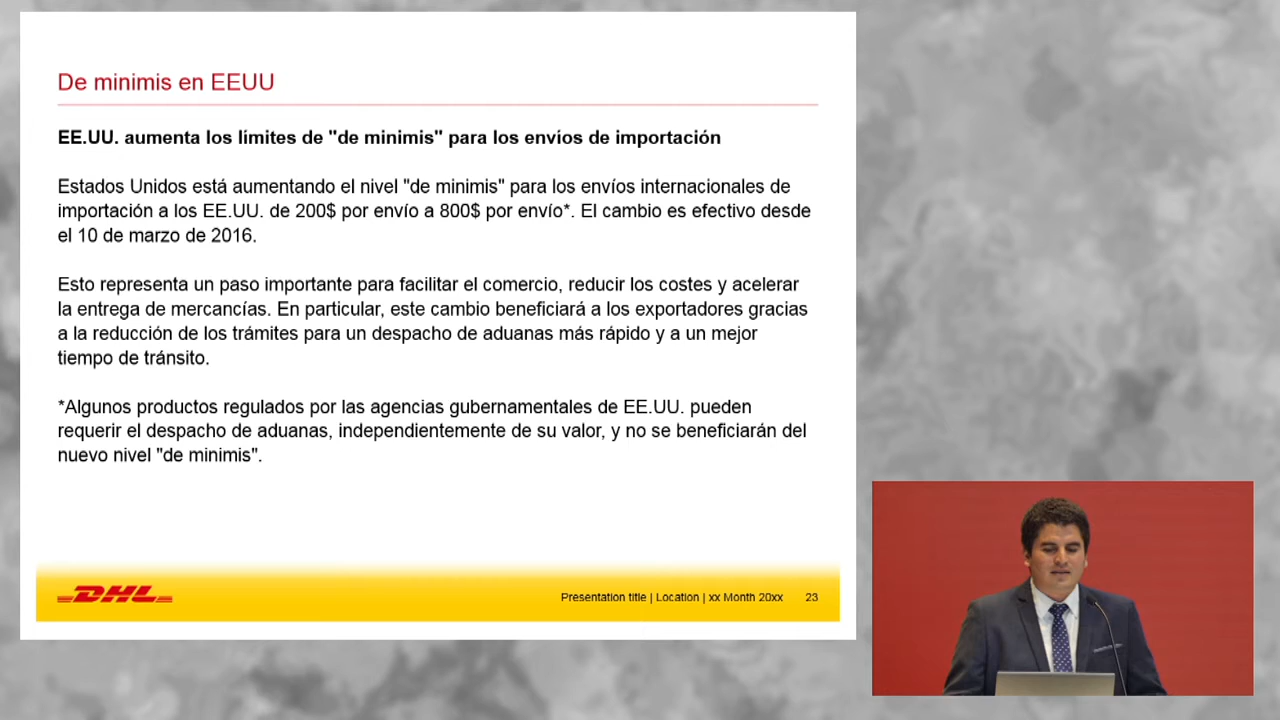 De minimis en EEUU
EE.UU. aumenta los límites de "de minimis" para los envíos de importación
Estados Unidos está aumentando el nivel "de minimis" para los envíos internacionales de
importación a los EE.UU. de 200$ por envío a 800$ por envío*. El cambio es efectivo desde
el 10 de marzo de 2016.
Esto representa un paso importante para facilitar el comercio, reducir los costes y acelerar
la entrega de mercancías. En particular, este cambio beneficiará a los exportadores gracias
a la reducción de los trámites para un despacho de aduanas más rápido y a un mejor
tiempo de tránsito.
*Algunos productos regulados por las agencias gubernamentales de EE.UU. pueden
requerir el despacho de aduanas, independientemente de su valor, y no se beneficiarán del
nuevo nivel "de minimis".
DHL
Presentation title | Location | xx Month 20xx 23